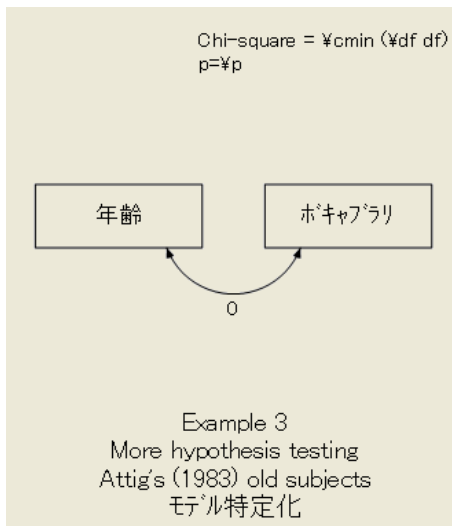 Chi-square = ¥cmin (¥df df)
p=¥p
年齢 ボキャブラリ
0
Example 3
More hypothesis testing
Attig's (1983) old subjects
モデル特定化